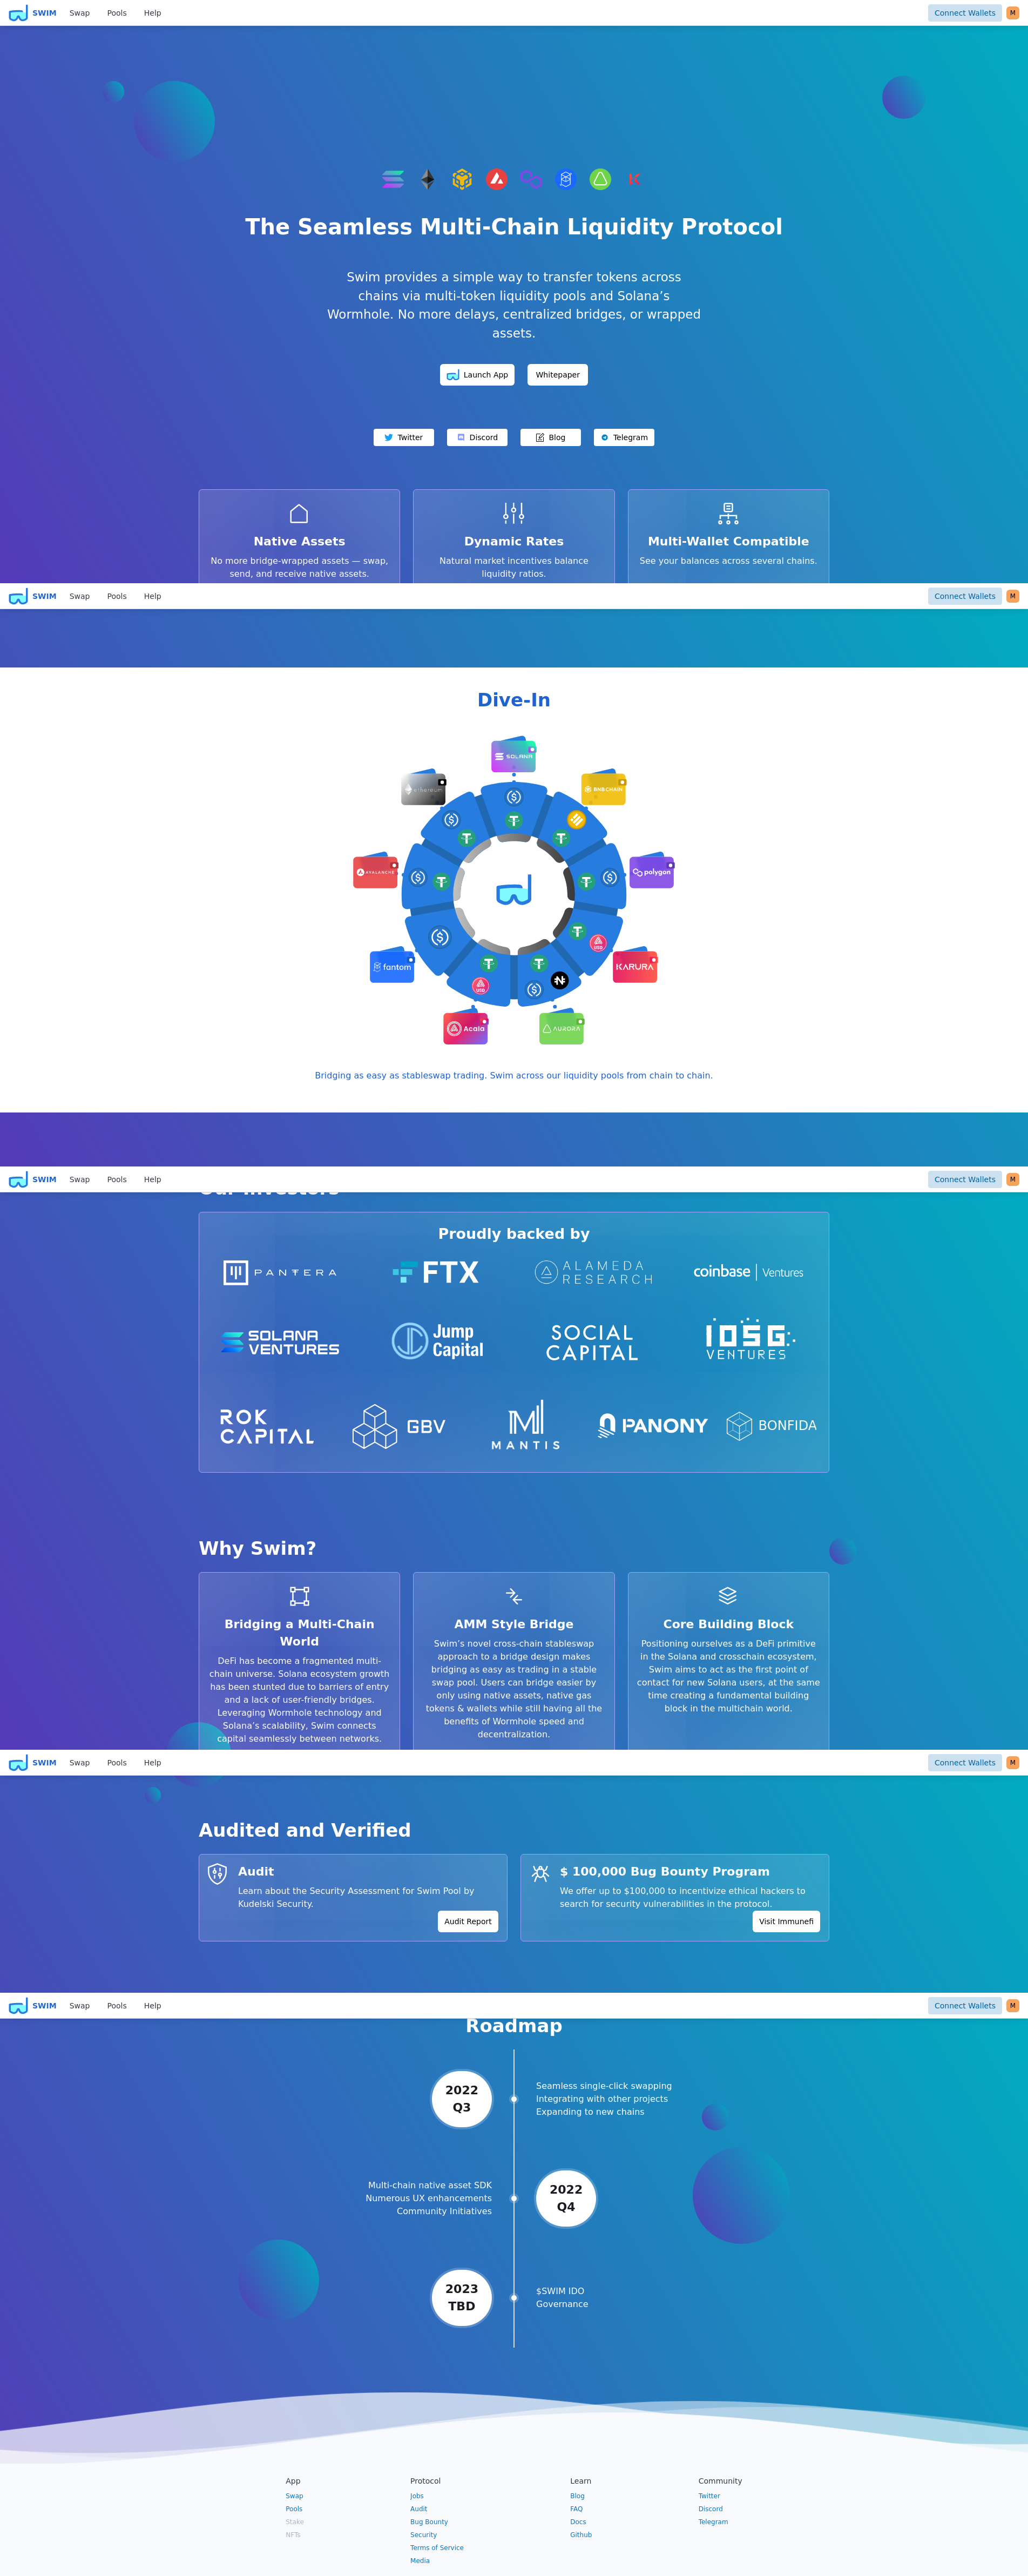 SWIM Swap Pools Help Connect Wallets M
The Seamless Multi-Chain Liquidity Protocol
Swim provides a simple way to transfer tokens across
chains via multi-token liquidity pools and Solana’s
Wormhole. No more delays, centralized bridges, or wrapped
assets.
Launch App Whitepaper
Twitter Discord Blog Telegram
Native Assets
No more bridge-wrapped assets — swap,
send, and receive native assets.
Dynamic Rates
Natural market incentives balance
liquidity ratios.
Multi-Wallet Compatible
See your balances across several chains.
SWIM Swap Pools Help Connect Wallets M
Dive-In
SOLANA
ethereum
BNB CHAIN
AVALANCHE
polygon
fantom
KARURA
Acala
AURORA
USD
USD
Bridging as easy as stableswap trading. Swim across our liquidity pools from chain to chain.
SWIM Swap Pools Help Connect Wallets M
Our Investors
Proudly backed by
PANTERA
FTX
ALAMEDA
RESEARCH
coinbase | Ventures
SOLANA
VENTURES
Jump
Capital
SOCIAL
CAPITAL
IOSG
VENTURES
ROK
CAPITAL
GBV
MANTIS
PANONY
BONFIDA
Why Swim?
Bridging a Multi-Chain
World
DeFi has become a fragmented multi-
chain universe. Solana ecosystem growth
has been stunted due to barriers of entry
and a lack of user-friendly bridges.
Leveraging Wormhole technology and
Solana’s scalability, Swim connects
capital seamlessly between networks.
AMM Style Bridge
Swim’s novel cross-chain stableswap
approach to a bridge design makes
bridging as easy as trading in a stable
swap pool. Users can bridge easier by
only using native assets, native gas
tokens & wallets while still having all the
benefits of Wormhole speed and
decentralization.
Core Building Block
Positioning ourselves as a DeFi primitive
in the Solana and crosschain ecosystem,
Swim aims to act as the first point of
contact for new Solana users, at the same
time creating a fundamental building
block in the multichain world.
SWIM Swap Pools Help Connect Wallets M
Audited and Verified
Audit
Learn about the Security Assessment for Swim Pool by
Kudelski Security.
Audit Report
$ 100,000 Bug Bounty Program
We offer up to $100,000 to incentivize ethical hackers to
search for security vulnerabilities in the protocol.
Visit Immunefi
SWIM Swap Pools Help Connect Wallets M
Roadmap
2022
Q3
Seamless single-click swapping
Integrating with other projects
Expanding to new chains
Multi-chain native asset SDK
Numerous UX enhancements
Community Initiatives
2022
Q4
2023
TBD
$SWIM IDO
Governance
App
Swap
Pools
Stake
NFTs
Protocol
Jobs
Audit
Bug Bounty
Security
Terms of Service
Media
Learn
Blog
FAQ
Docs
Github
Community
Twitter
Discord
Telegram